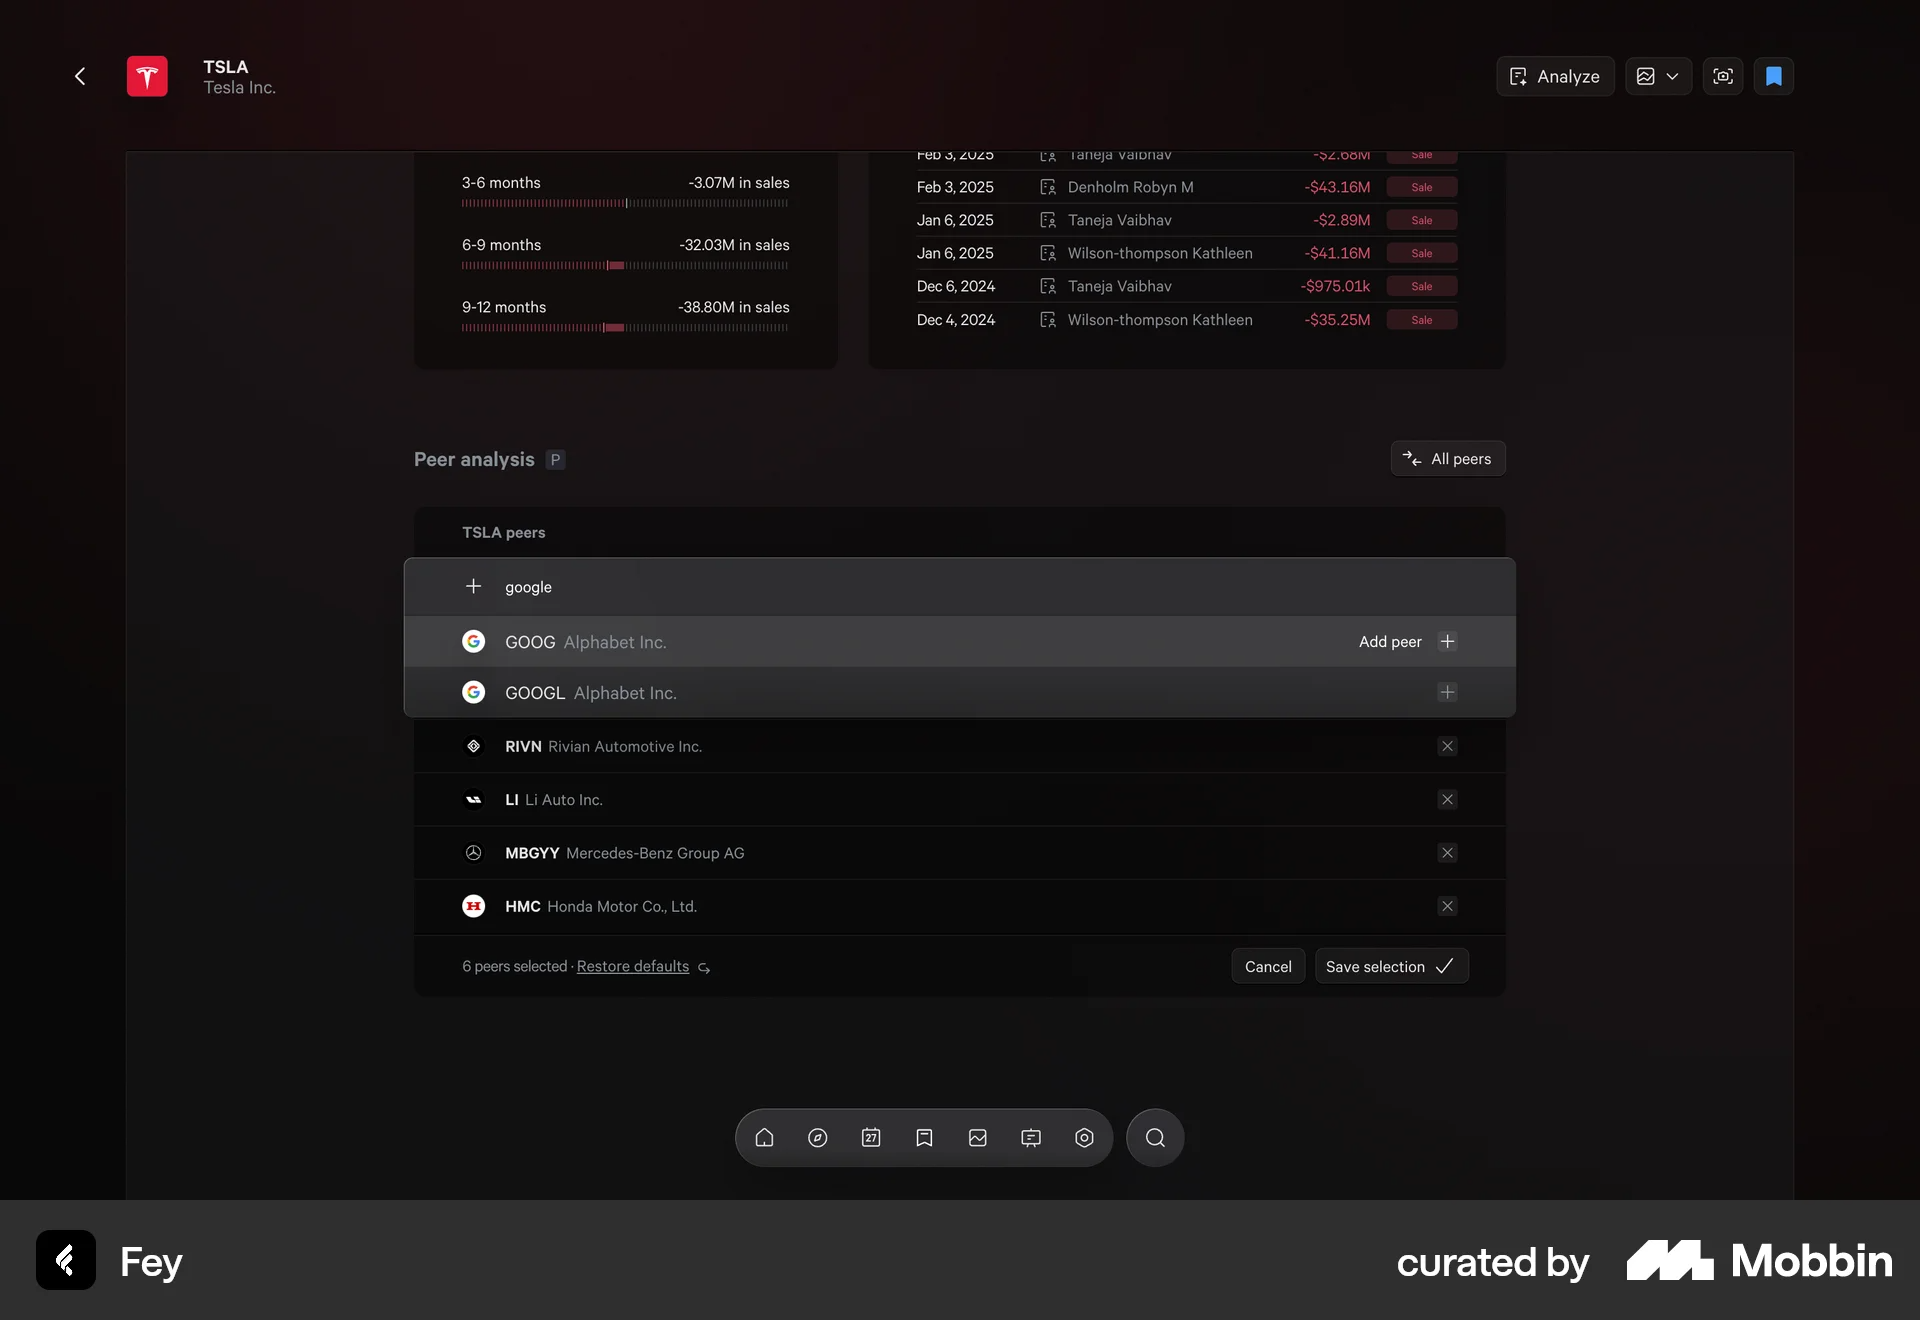 TSLA
Tesla Inc.
Analyze
3-6 months -3.07M in sales
6-9 months -32.03M in sales
9-12 months -38.80M in sales
Feb 3, 2025 Taneja Vaibhav -$2.68M Sale
Feb 3, 2025 Denholm Robyn M -$43.16M Sale
Jan 6, 2025 Taneja Vaibhav -$2.89M Sale
Jan 6, 2025 Wilson-thompson Kathleen -$41.16M Sale
Dec 6, 2024 Taneja Vaibhav -$975.01k Sale
Dec 4, 2024 Wilson-thompson Kathleen -$35.25M Sale
Peer analysis P
All peers
TSLA peers
google
GOOG Alphabet Inc. Add peer
GOOGL Alphabet Inc.
RIVN Rivian Automotive Inc.
LI Li Auto Inc.
MBGYY Mercedes-Benz Group AG
HMC Honda Motor Co., Ltd.
6 peers selected · Restore defaults
Cancel
Save selection
27
Fey
curated by Mobbin